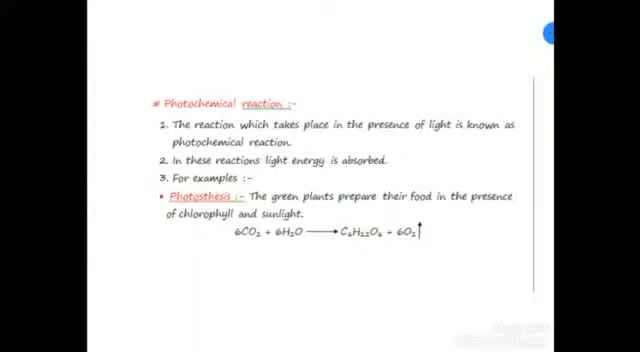 # Photochemical reaction :-
1. The reaction which takes place in the presence of light is known as
photochemical reaction.
2. In these reactions light energy is absorbed.
3. For examples :-
• Photosthesis :- The green plants prepare their food in the presence
of chlorophyll and sunlight.
6CO₂ + 6H₂O ⟶ C₆H₁₂O₆ + 6O₂↑